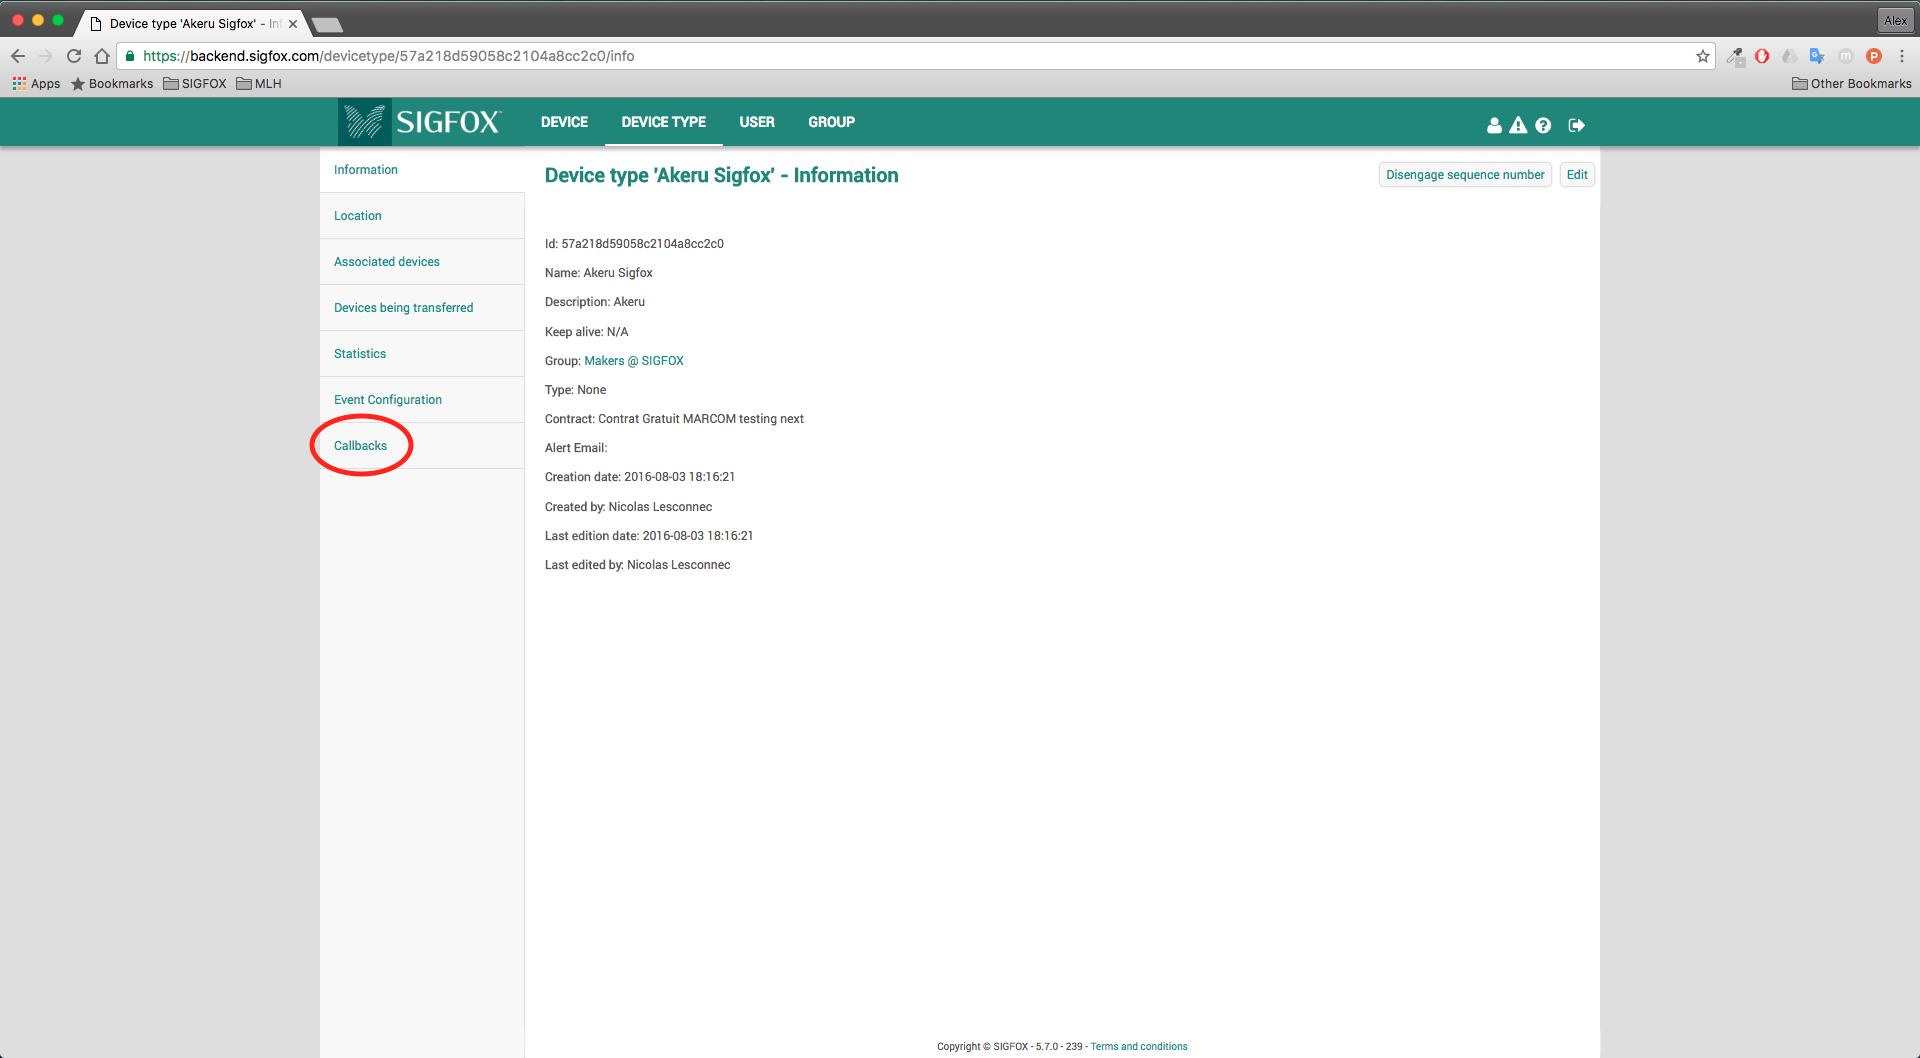 Device type 'Akeru Sigfox' - Inf
Alex
https://backend.sigfox.com/devicetype/57a218d59058c2104a8cc2c0/info
Apps Bookmarks SIGFOX MLH Other Bookmarks
SIGFOX DEVICE DEVICE TYPE USER GROUP
Information
Location
Associated devices
Devices being transferred
Statistics
Event Configuration
Callbacks
Device type 'Akeru Sigfox' - Information
Disengage sequence number Edit
Id: 57a218d59058c2104a8cc2c0
Name: Akeru Sigfox
Description: Akeru
Keep alive: N/A
Group: Makers @ SIGFOX
Type: None
Contract: Contrat Gratuit MARCOM testing next
Alert Email:
Creation date: 2016-08-03 18:16:21
Created by: Nicolas Lesconnec
Last edition date: 2016-08-03 18:16:21
Last edited by: Nicolas Lesconnec
Copyright © SIGFOX - 5.7.0 - 239 - Terms and conditions